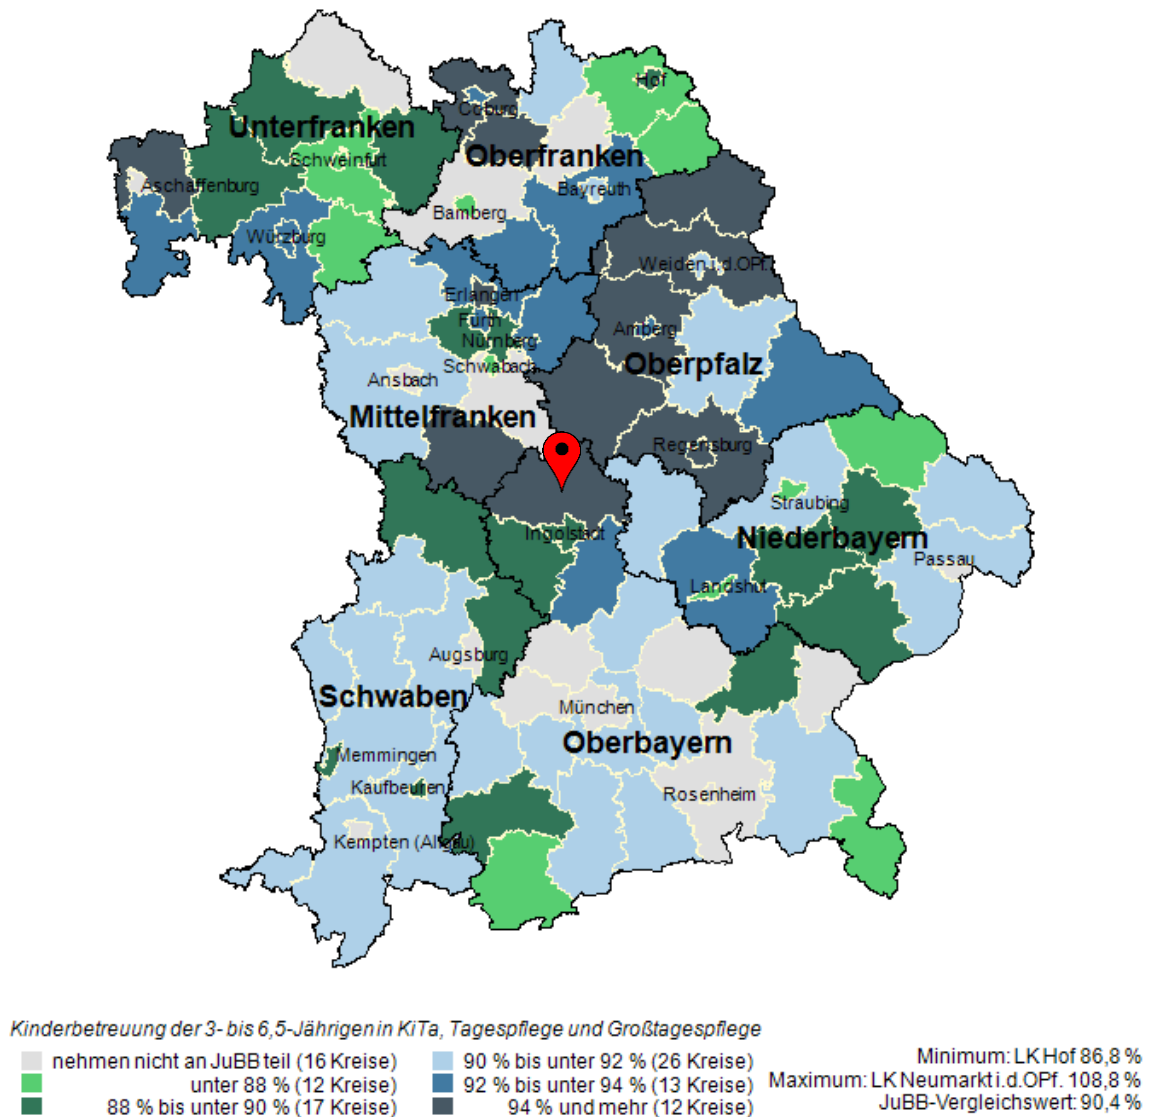 Hof
Coburg
Unterfranken
Schweinfurt
Oberfranken
Aschaffenburg
Bayreuth
Bamberg
Würzburg
Weiden i.d.OPf.
Erlangen
Fürth
Amberg
Nürnberg
Schwabach
Oberpfalz
Ansbach
Mittelfranken
Regensburg
Straubing
Ingolstadt
Niederbayern
Passau
Landshut
Augsburg
Schwaben
München
Oberbayern
Memmingen
Kaufbeuren
Rosenheim
Kempten (Allgäu)
Kinderbetreuung der 3- bis 6,5-Jährigen in KiTa, Tagespflege und Großtagespflege
nehmen nicht an JuBB teil (16 Kreise)
unter 88 % (12 Kreise)
88 % bis unter 90 % (17 Kreise)
90 % bis unter 92 % (26 Kreise)
92 % bis unter 94 % (13 Kreise)
94 % und mehr (12 Kreise)
Minimum: LK Hof 86,8 %
Maximum: LK Neumarkt i.d.OPf. 108,8 %
JuBB-Vergleichswert: 90,4 %